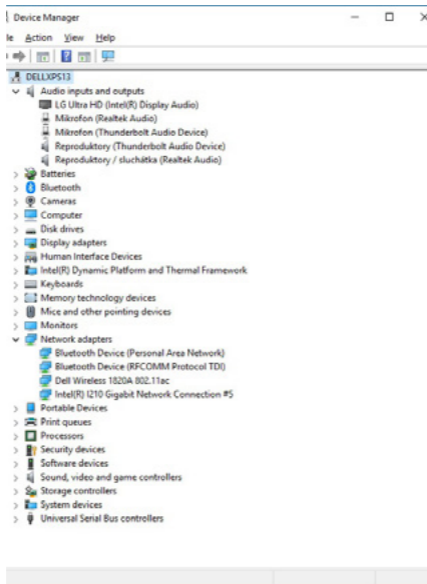 Device Manager
le Action View Help
DELLXPS13
Audio inputs and outputs
LG Ultra HD (Intel(R) Display Audio)
Mikrofon (Realtek Audio)
Mikrofon (Thunderbolt Audio Device)
Reproduktory (Thunderbolt Audio Device)
Reproduktory / sluchátka (Realtek Audio)
Batteries
Bluetooth
Cameras
Computer
Disk drives
Display adapters
Human Interface Devices
Intel(R) Dynamic Platform and Thermal Framework
Keyboards
Memory technology devices
Mice and other pointing devices
Monitors
Network adapters
Bluetooth Device (Personal Area Network)
Bluetooth Device (RFCOMM Protocol TDI)
Dell Wireless 1820A 802.11ac
Intel(R) I210 Gigabit Network Connection #5
Portable Devices
Print queues
Processors
Security devices
Software devices
Sound, video and game controllers
Storage controllers
System devices
Universal Serial Bus controllers